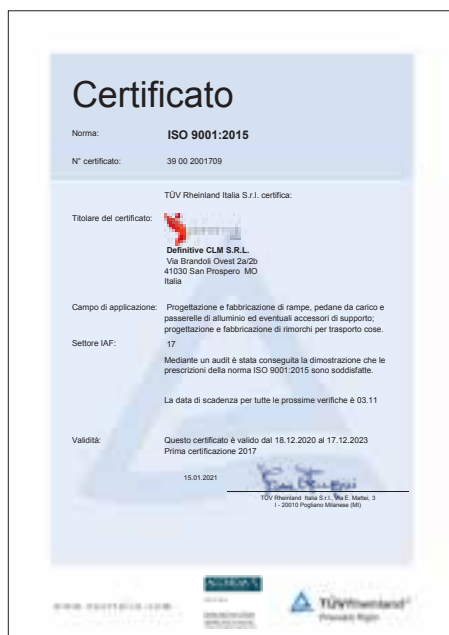 Certificato
Norma: ISO 9001:2015
N° certificato: 39 00 2001709
TÜV Rheinland Italia S.r.l. certifica:
Titolare del certificato:
Definitive CLM S.R.L.
Via Brandoli Ovest 2a/2b
41030 San Prospero MO
Italia
Campo di applicazione: Progettazione e fabbricazione di rampe, pedane da carico e
passerelle di alluminio ed eventuali accessori di supporto;
progettazione e fabbricazione di rimorchi per trasporto cose.
Settore IAF: 17
Mediante un audit è stata conseguita la dimostrazione che le
prescrizioni della norma ISO 9001:2015 sono soddisfatte.
La data di scadenza per tutte le prossime verifiche è 03.11
Validità: Questo certificato è valido dal 18.12.2020 al 17.12.2023
Prima certificazione 2017
15.01.2021
TÜV Rheinland Italia S.r.l., Via E. Mattei, 3
I - 20010 Pogliano Milanese (MI)
TÜVRheinland®